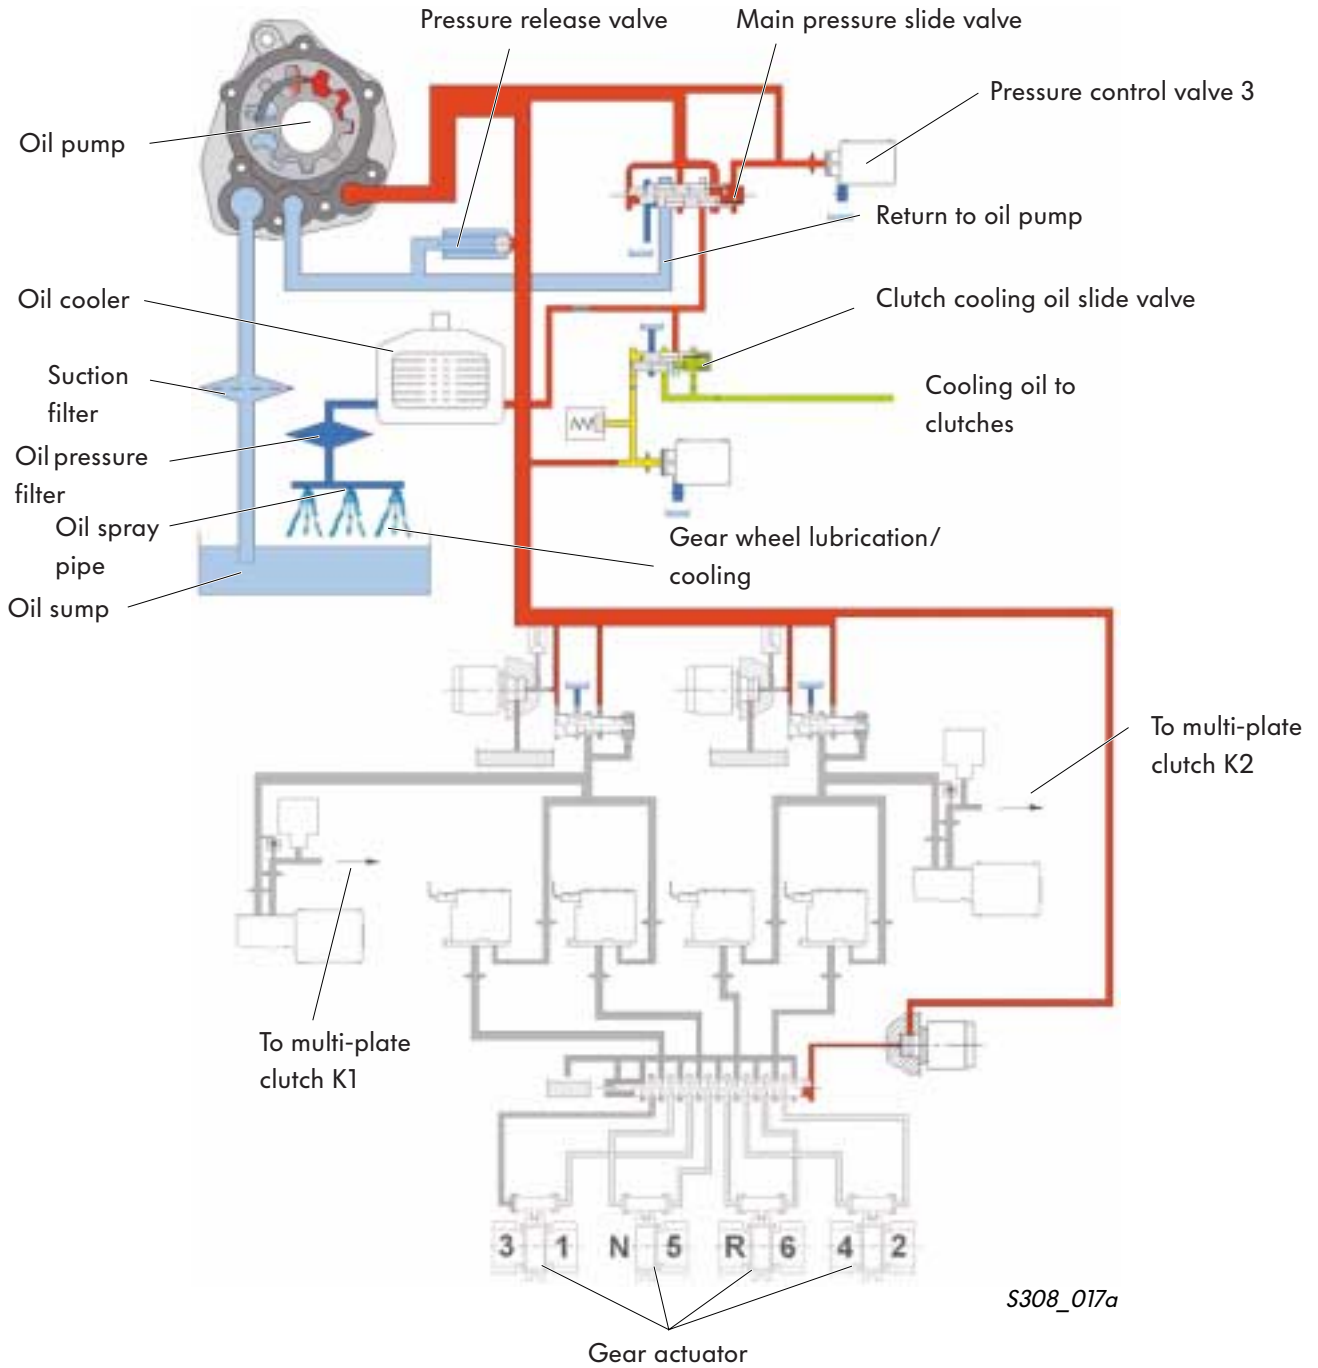 Pressure release valve
Main pressure slide valve
Pressure control valve 3
Oil pump
Return to oil pump
Oil cooler
Clutch cooling oil slide valve
Suction
filter
Cooling oil to
clutches
Oil pressure
filter
Oil spray
pipe
Gear wheel lubrication/
cooling
Oil sump
To multi-plate
clutch K2
To multi-plate
clutch K1
3 1 N 5 R 6 4 2
S308_017a
Gear actuator